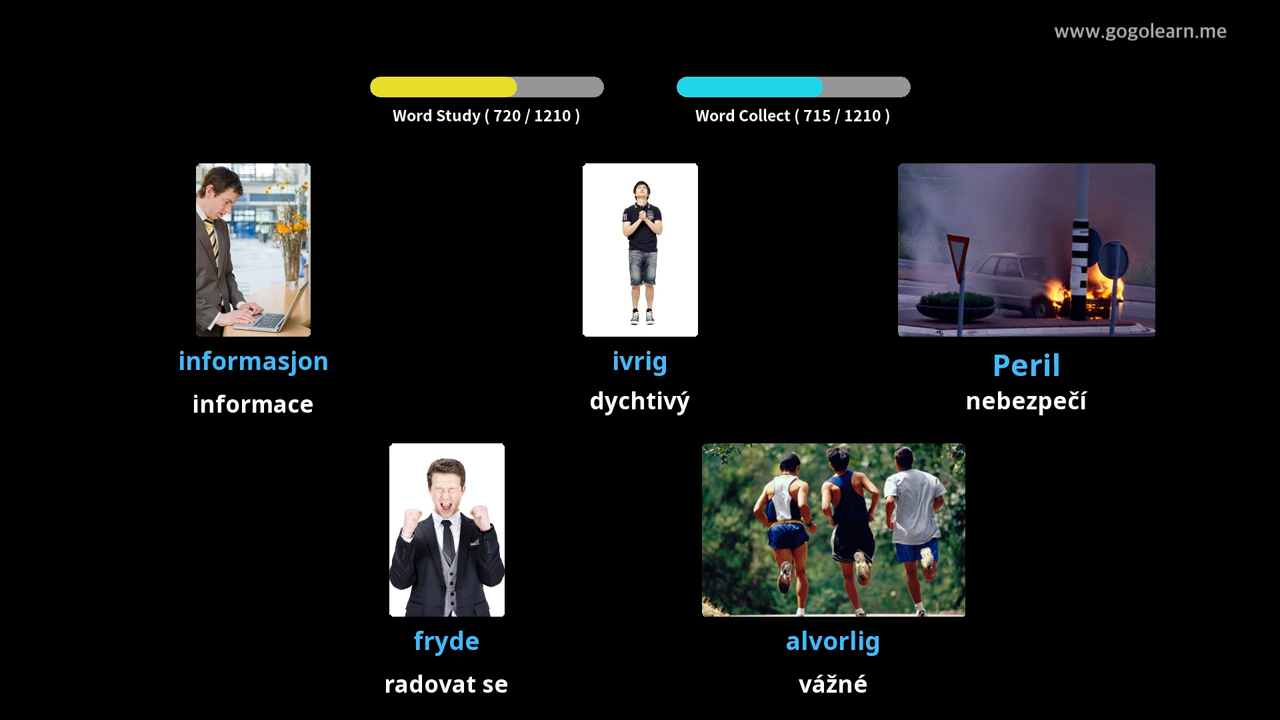 www.gogolearn.me
Word Study ( 720 / 1210 )
Word Collect ( 715 / 1210 )
informasjon
informace
ivrig
dychtivý
Peril
nebezpečí
fryde
radovat se
alvorlig
vážné